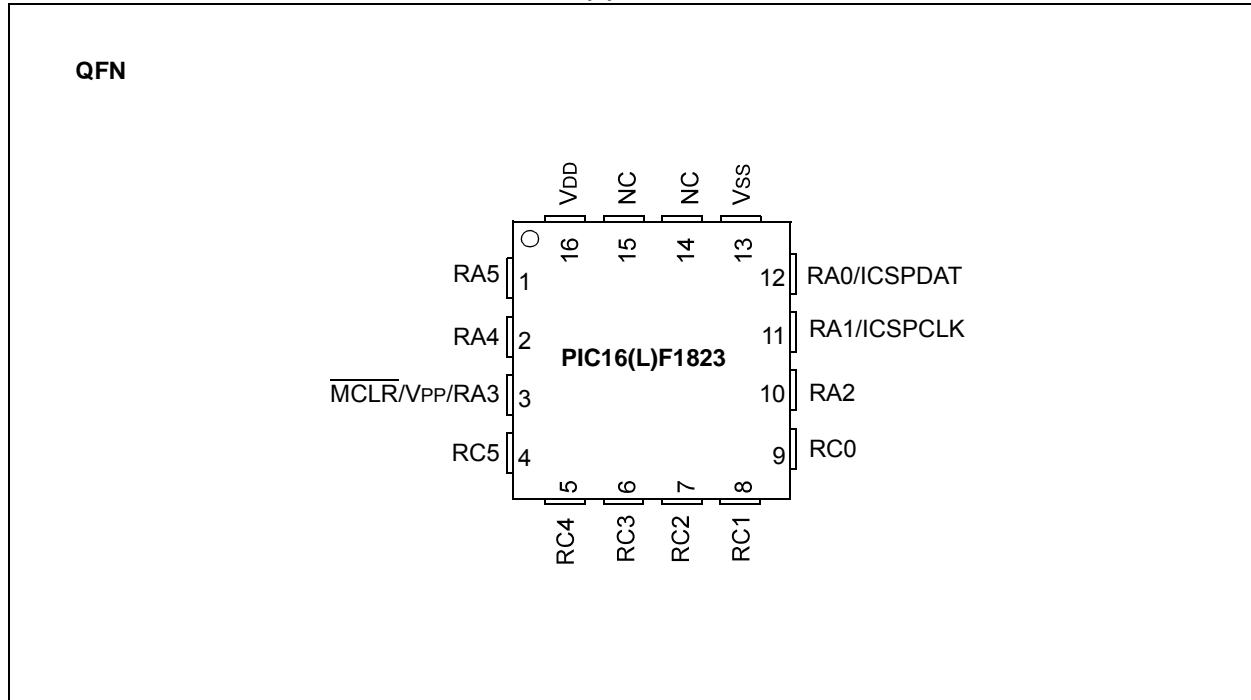 QFN
VDD
NC
NC
VSS
16
15
14
13
RA5
1
12
RA0/ICSPDAT
RA4
2
11
RA1/ICSPCLK
PIC16(L)F1823
MCLR/VPP/RA3
3
10
RA2
RC5
4
9
RC0
5
6
7
8
RC4
RC3
RC2
RC1